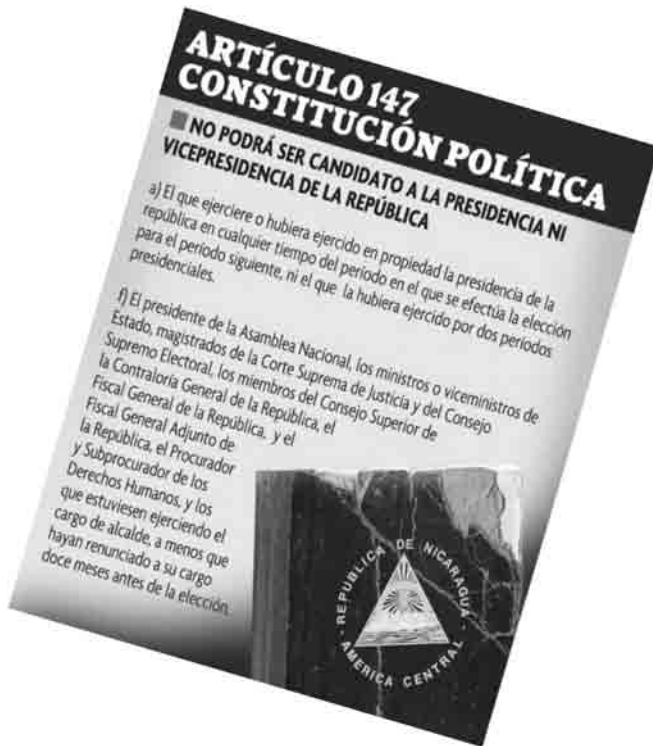 ARTÍCULO 147
CONSTITUCIÓN POLÍTICA
NO PODRÁ SER CANDIDATO A LA PRESIDENCIA NI
VICEPRESIDENCIA DE LA REPÚBLICA
a) El que ejerciere o hubiera ejercido en propiedad la presidencia de la
república en cualquier tiempo del período en el que se efectúa la elección
para el período siguiente, ni el que la hubiera ejercido por dos períodos
presidenciales.
f) El presidente de la Asamblea Nacional, los ministros o viceministros de
Estado, magistrados de la Corte Suprema de Justicia y del Consejo
Supremo Electoral, los miembros del Consejo Superior de
la Contraloría General de la República, el
Fiscal General de la República, y el
Fiscal General Adjunto de
la República, el Procurador
y Subprocurador de los
Derechos Humanos, y los
que estuviesen ejerciendo el
cargo de alcalde, a menos que
hayan renunciado a su cargo
doce meses antes de la elección.
REPÚBLICA DE NICARAGUA
- AMÉRICA CENTRAL -